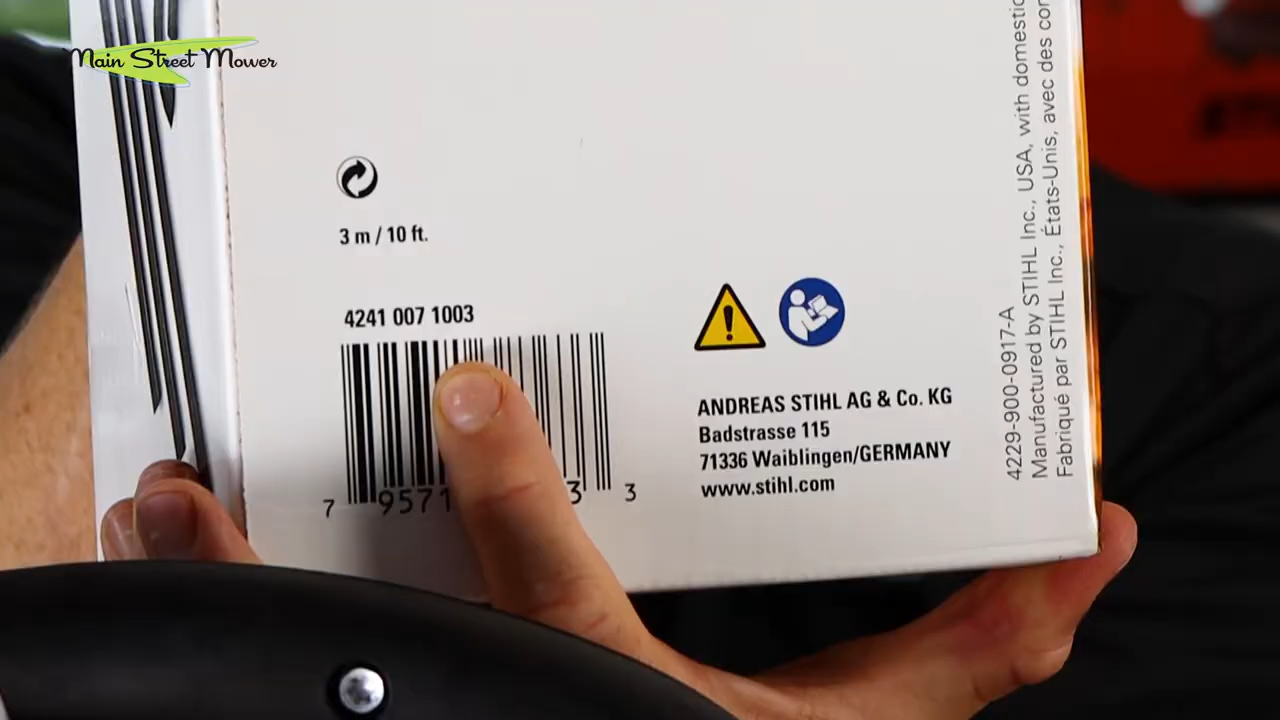 Main Street Mower
3 m / 10 ft.
4241 007 1003
7 9571 3 3
ANDREAS STIHL AG & Co. KG
Badstrasse 115
71336 Waiblingen/GERMANY
www.stihl.com
4229-900-0917-A
Manufactured by STIHL Inc., USA, with domestic
Fabriqué par STIHL Inc., États-Unis, avec des